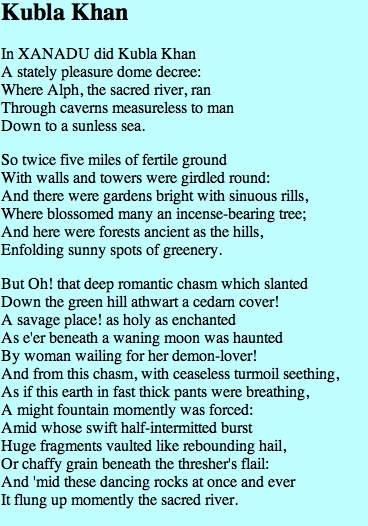 Kubla Khan
In XANADU did Kubla Khan
A stately pleasure dome decree:
Where Alph, the sacred river, ran
Through caverns measureless to man
Down to a sunless sea.
So twice five miles of fertile ground
With walls and towers were girdled round:
And there were gardens bright with sinuous rills,
Where blossomed many an incense-bearing tree;
And here were forests ancient as the hills,
Enfolding sunny spots of greenery.
But Oh! that deep romantic chasm which slanted
Down the green hill athwart a cedarn cover!
A savage place! as holy as enchanted
As e'er beneath a waning moon was haunted
By woman wailing for her demon-lover!
And from this chasm, with ceaseless turmoil seething,
As if this earth in fast thick pants were breathing,
A might fountain momently was forced:
Amid whose swift half-intermitted burst
Huge fragments vaulted like rebounding hail,
Or chaffy grain beneath the thresher's flail:
And 'mid these dancing rocks at once and ever
It flung up momently the sacred river.